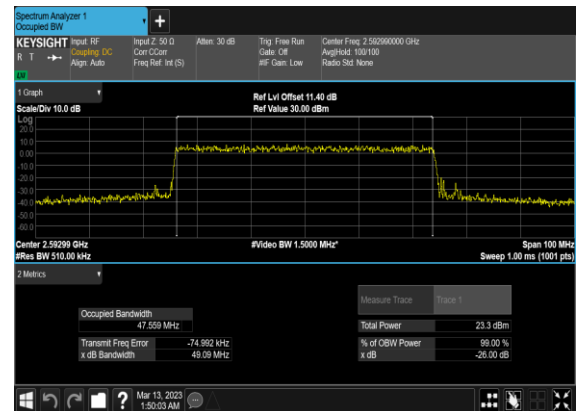 Spectrum Analyzer 1
Occupied BW
KEYSIGHT
R T
LU
Input: RF
Coupling: DC
Align: Auto
Input Z: 50 Ω
Corr CCorr
Freq Ref: Int (S)
Atten: 30 dB
Trig: Free Run
Gate: Off
#IF Gain: Low
Center Freq: 2.592990000 GHz
Avg|Hold: 100/100
Radio Std: None
1 Graph
Scale/Div 10.0 dB
Ref Lvl Offset 11.40 dB
Ref Value 30.00 dBm
Log
20.0
10.0
0.00
-10.0
-20.0
-30.0
-40.0
-50.0
-60.0
Center 2.59299 GHz
#Res BW 510.00 kHz
#Video BW 1.5000 MHz*
Span 100 MHz
Sweep 1.00 ms (1001 pts)
2 Metrics
Measure Trace
Trace 1
Occupied Bandwidth
47.559 MHz
Total Power
23.3 dBm
Transmit Freq Error
-74.992 kHz
% of OBW Power
99.00 %
x dB Bandwidth
49.09 MHz
x dB
-26.00 dB
?
Mar 13, 2023
1:50:03 AM